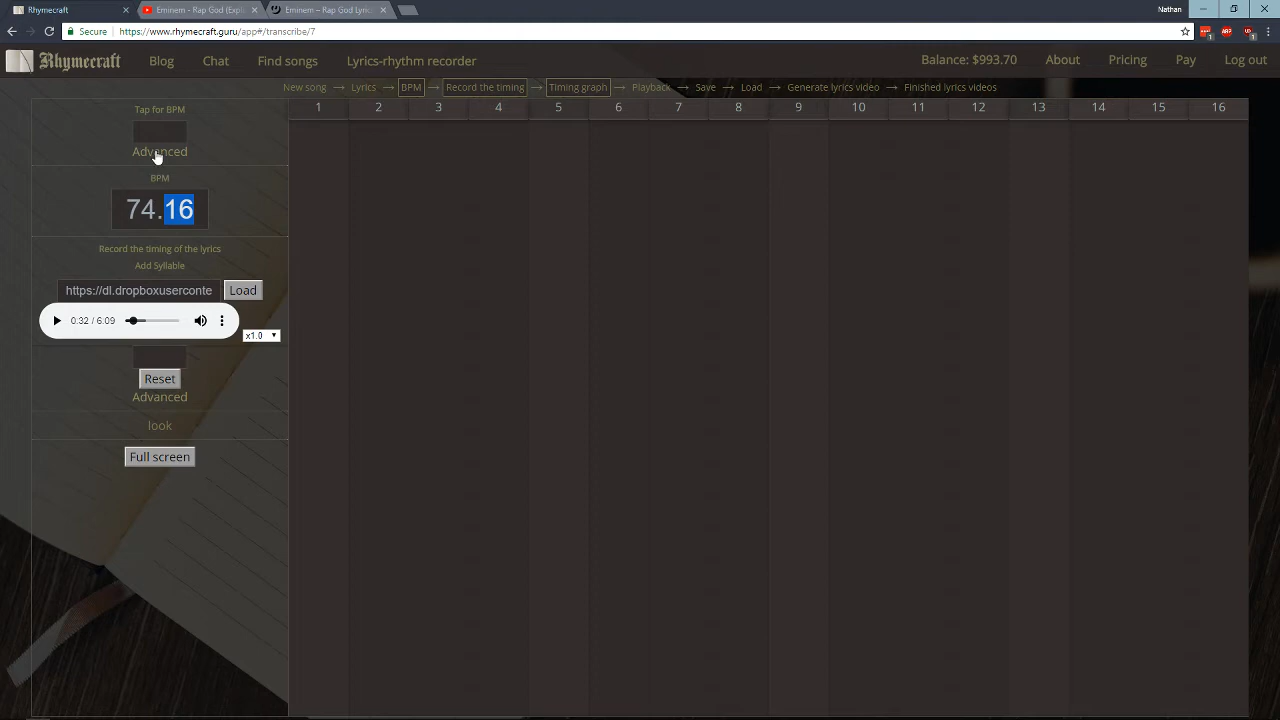 Rhymecraft
Eminem - Rap God (Expli
Eminem – Rap God Lyric
Nathan
Secure
https://www.rhymecraft.guru/app#/transcribe/7
Rhymecraft
Blog
Chat
Find songs
Lyrics-rhythm recorder
Balance: $993.70
About
Pricing
Pay
Log out
New song → Lyrics → BPM → Record the timing → Timing graph → Playback → Save → Load → Generate lyrics video → Finished lyrics videos
Tap for BPM
1 2 3 4 5 6 7 8 9 10 11 12 13 14 15 16
Advanced
BPM
74.16
Record the timing of the lyrics
Add Syllable
https://dl.dropboxuserconte
Load
0:32 / 6:09
x1.0
Reset
Advanced
look
Full screen